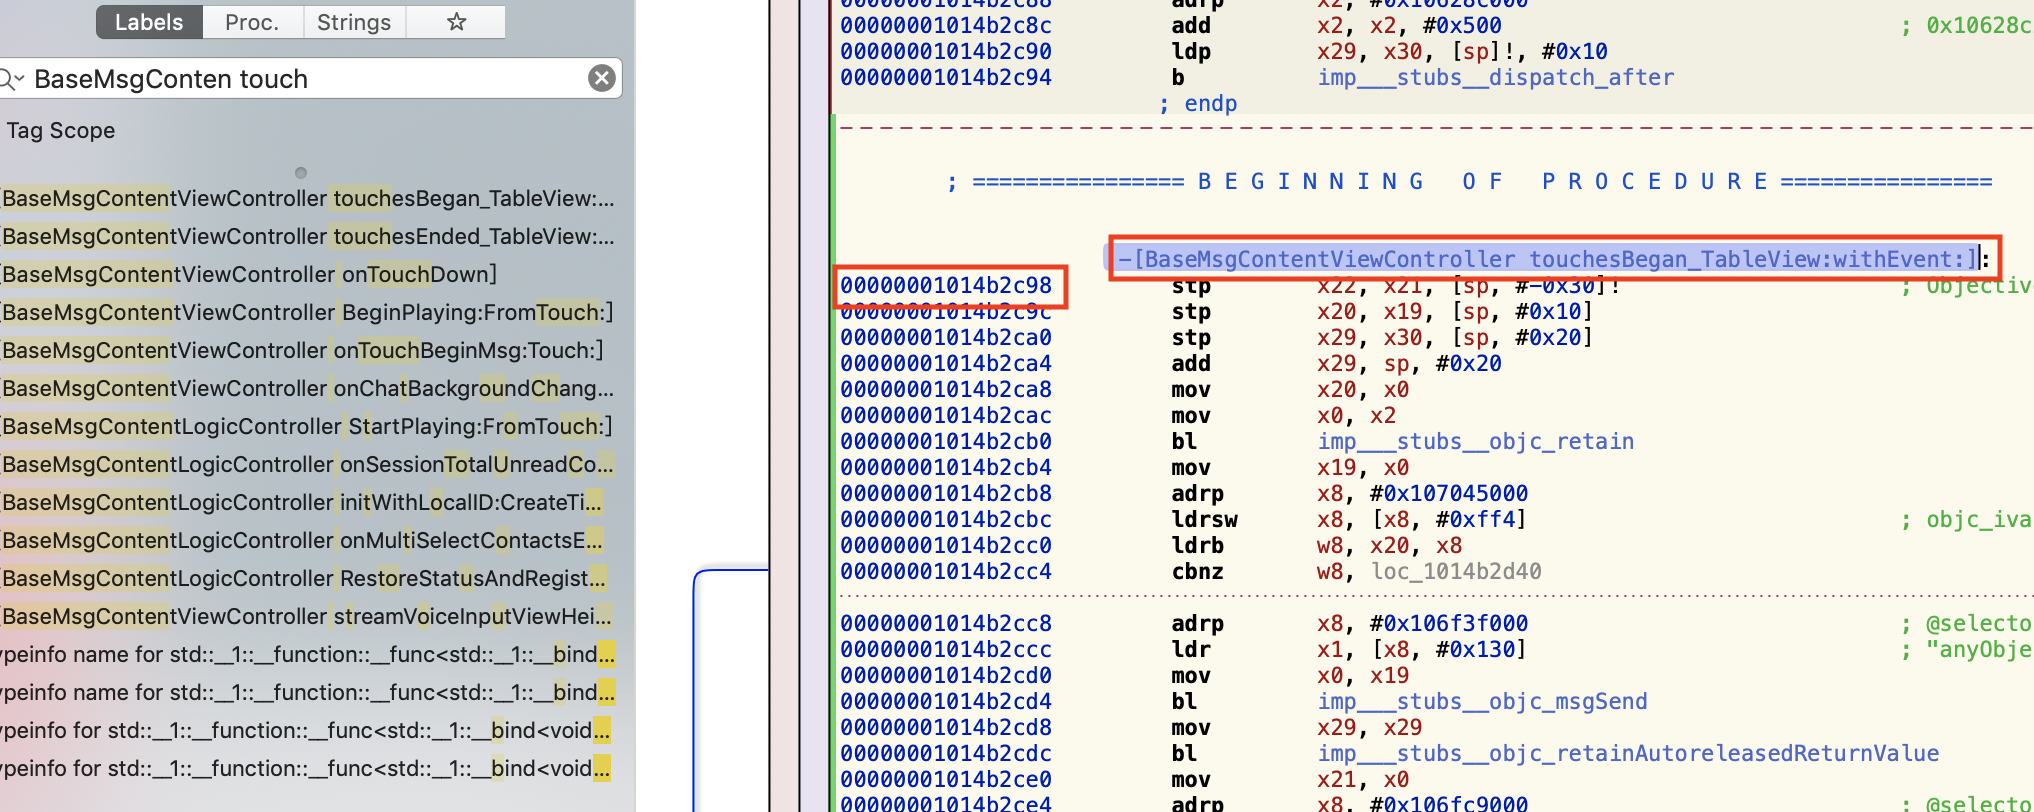 Labels Proc. Strings ☆
BaseMsgConten touch
Tag Scope
[BaseMsgContentViewController touchesBegan_TableView:...
[BaseMsgContentViewController touchesEnded_TableView:...
[BaseMsgContentViewController onTouchDown]
[BaseMsgContentViewController BeginPlaying:FromTouch:]
[BaseMsgContentViewController onTouchBeginMsg:Touch:]
[BaseMsgContentViewController onChatBackgroundChang...
[BaseMsgContentLogicController StartPlaying:FromTouch:]
[BaseMsgContentLogicController onSessionTotalUnreadCo...
[BaseMsgContentLogicController initWithLocalID:CreateTi...
[BaseMsgContentLogicController onMultiSelectContactsE...
[BaseMsgContentLogicController RestoreStatusAndRegist...
[BaseMsgContentViewController streamVoiceInputViewHei...
ypeinfo name for std::__1::__function::__func<std::__1::__bind...
ypeinfo name for std::__1::__function::__func<std::__1::__bind...
ypeinfo for std::__1::__function::__func<std::__1::__bind<void...
ypeinfo for std::__1::__function::__func<std::__1::__bind<void...
00000001014b2c88 adrp x2, #0x10628c000
00000001014b2c8c add x2, x2, #0x500 ; 0x10628c
00000001014b2c90 ldp x29, x30, [sp]!, #0x10
00000001014b2c94 b imp___stubs__dispatch_after
; endp
; ================ B E G I N N I N G   O F   P R O C E D U R E ================
-[BaseMsgContentViewController touchesBegan_TableView:withEvent:]:
00000001014b2c98 stp x22, x21, [sp, #-0x30]! ; Objective
00000001014b2c9c stp x20, x19, [sp, #0x10]
00000001014b2ca0 stp x29, x30, [sp, #0x20]
00000001014b2ca4 add x29, sp, #0x20
00000001014b2ca8 mov x20, x0
00000001014b2cac mov x0, x2
00000001014b2cb0 bl imp___stubs__objc_retain
00000001014b2cb4 mov x19, x0
00000001014b2cb8 adrp x8, #0x107045000
00000001014b2cbc ldrsw x8, [x8, #0xff4] ; objc_iva
00000001014b2cc0 ldrb w8, x20, x8
00000001014b2cc4 cbnz w8, loc_1014b2d40
00000001014b2cc8 adrp x8, #0x106f3f000 ; @selecto
00000001014b2ccc ldr x1, [x8, #0x130] ; "anyObje
00000001014b2cd0 mov x0, x19
00000001014b2cd4 bl imp___stubs__objc_msgSend
00000001014b2cd8 mov x29, x29
00000001014b2cdc bl imp___stubs__objc_retainAutoreleasedReturnValue
00000001014b2ce0 mov x21, x0
00000001014b2ce4 adrp x8, #0x106fc9000 ; @selecto